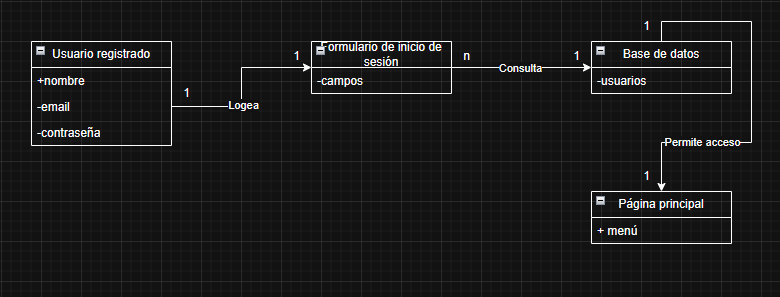 Usuario registrado
+nombre
-email
-contraseña
1
Logea
1
Formulario de inicio de
sesión
-campos
n
Consulta
1
Base de datos
-usuarios
1
1
Permite acceso
1
Página principal
+ menú